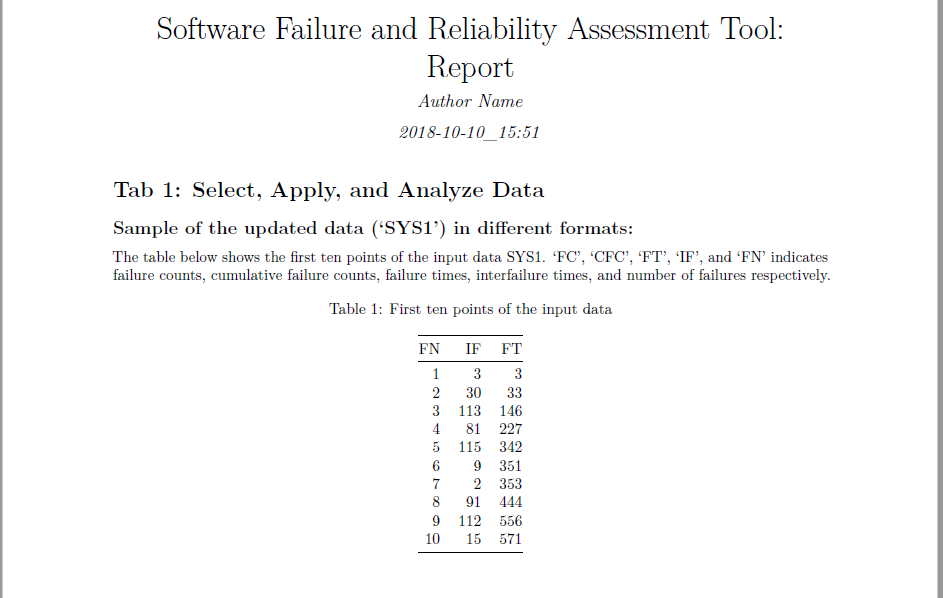 Software Failure and Reliability Assessment Tool:
Report
Author Name
2018-10-10_15:51
Tab 1: Select, Apply, and Analyze Data
Sample of the updated data (‘SYS1’) in different formats:
The table below shows the first ten points of the input data SYS1. ‘FC’, ‘CFC’, ‘FT’, ‘IF’, and ‘FN’ indicates
failure counts, cumulative failure counts, failure times, interfailure times, and number of failures respectively.
Table 1: First ten points of the input data
FN IF FT
1 3 3
2 30 33
3 113 146
4 81 227
5 115 342
6 9 351
7 2 353
8 91 444
9 112 556
10 15 571